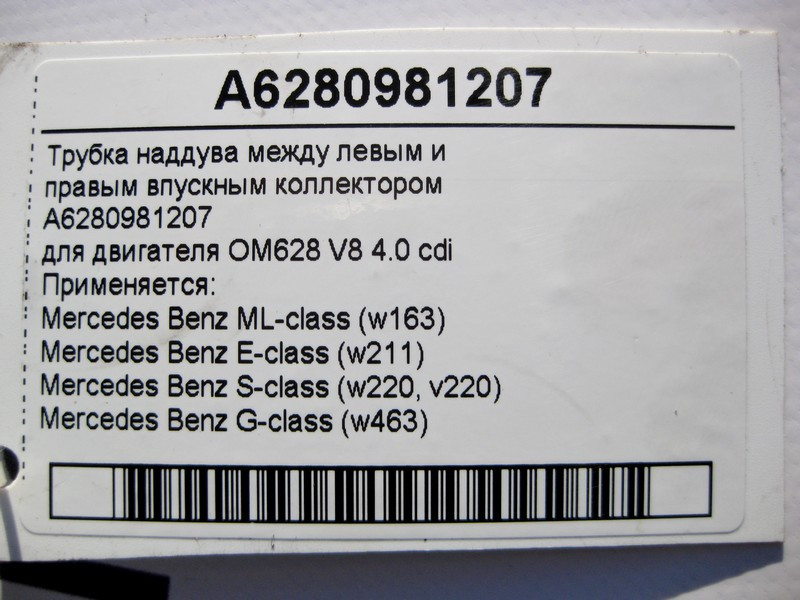 A6280981207
Трубка наддува между левым и
правым впускным коллектором
A6280981207
для двигателя OM628 V8 4.0 cdi
Применяется:
Mercedes Benz ML-class (w163)
Mercedes Benz E-class (w211)
Mercedes Benz S-class (w220, v220)
Mercedes Benz G-class (w463)